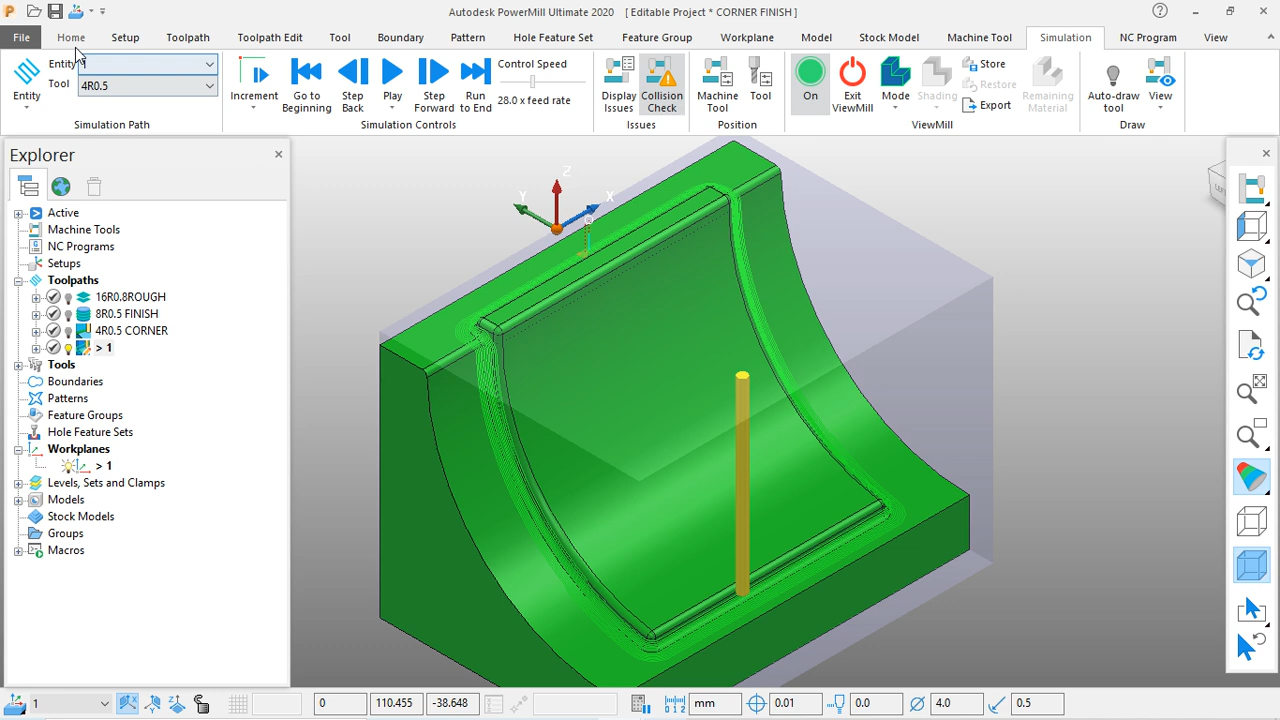 Autodesk PowerMill Ultimate 2020 [ Editable Project * CORNER FINISH ]
File Home Setup Toolpath Toolpath Edit Tool Boundary Pattern Hole Feature Set Feature Group Workplane Model Stock Model Machine Tool Simulation NC Program View
Entity
Tool 4R0.5
Entity
Increment
Go to Beginning
Step Back
Play
Step Forward
Run to End
Control Speed
28.0 x feed rate
Display Issues
Collision Check
Machine Tool
Tool
On
Exit ViewMill
Mode
Shading
Store
Restore
Export
Remaining Material
Auto-draw tool
View
Simulation Path Simulation Controls Issues Position ViewMill Draw
Explorer
Active
Machine Tools
NC Programs
Setups
Toolpaths
16R0.8ROUGH
8R0.5 FINISH
4R0.5 CORNER
> 1
Tools
Boundaries
Patterns
Feature Groups
Hole Feature Sets
Workplanes
> 1
Levels, Sets and Clamps
Models
Stock Models
Groups
Macros
Z
Y
X
1 0 110.455 -38.648 mm 0.01 0.0 4.0 0.5